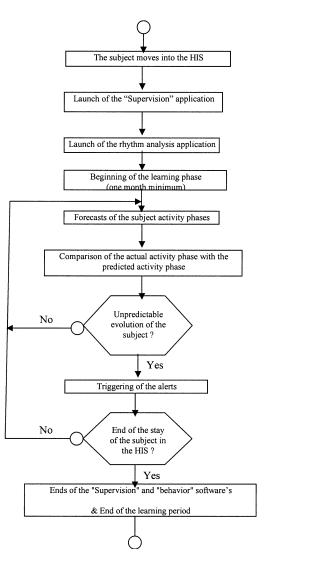 The subject moves into the HIS
Launch of the “Supervision” application
Launch of the rhythm analysis application
Beginning of the learning phase
(one month minimum)
Forecasts of the subject activity phases
Comparison of the actual activity phase with the
predicted activity phase
Unpredictable
evolution of the
subject ?
No
Yes
Triggering of the alerts
End of the stay
of the subject in
the HIS ?
No
Yes
Ends of the "Supervision" and "behavior" software’s
& End of the learning period